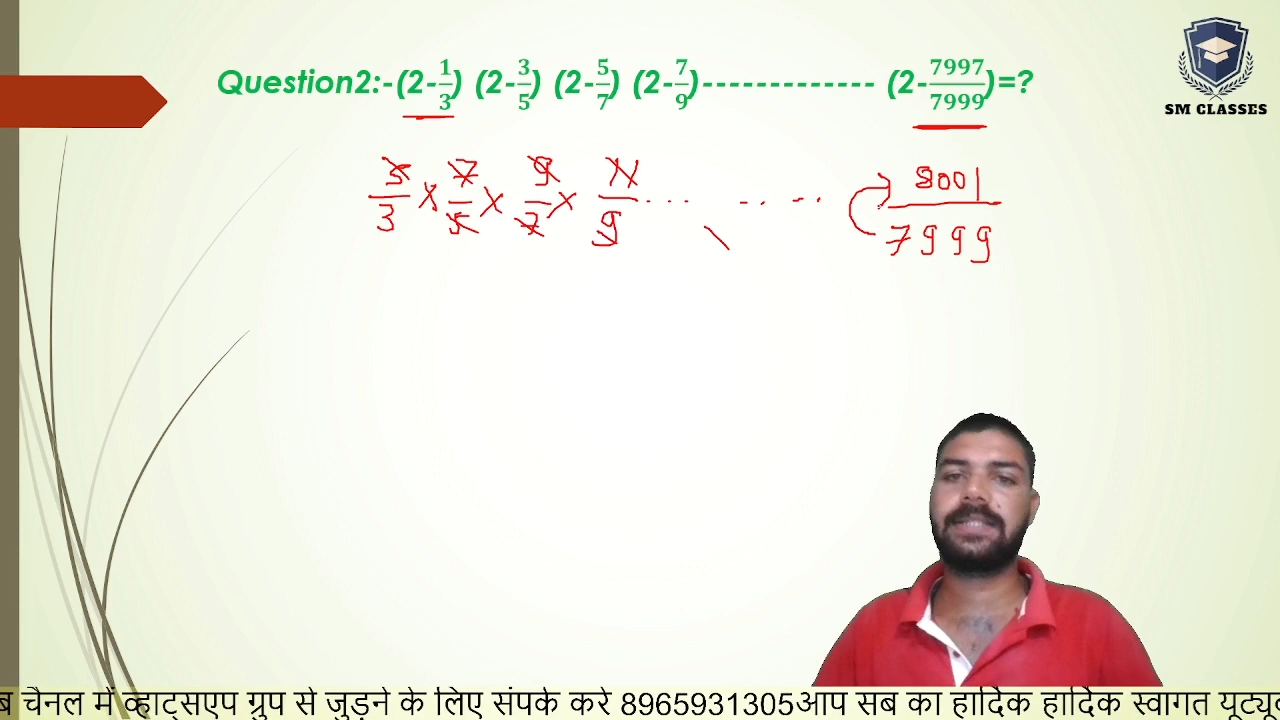 Question2:-(2-1/3) (2-3/5) (2-5/7) (2-7/9)------------- (2-7997/7999)=?
SM CLASSES
5/3 × 7/5 × 9/7 × 11/9 ... ... .. 8001/7999
ब चैनल में व्हाट्सएप ग्रुप से जुड़ने के लिए संपर्क करे 8965931305आप सब का हार्दिक हार्दिक स्वागत यूट्यूब